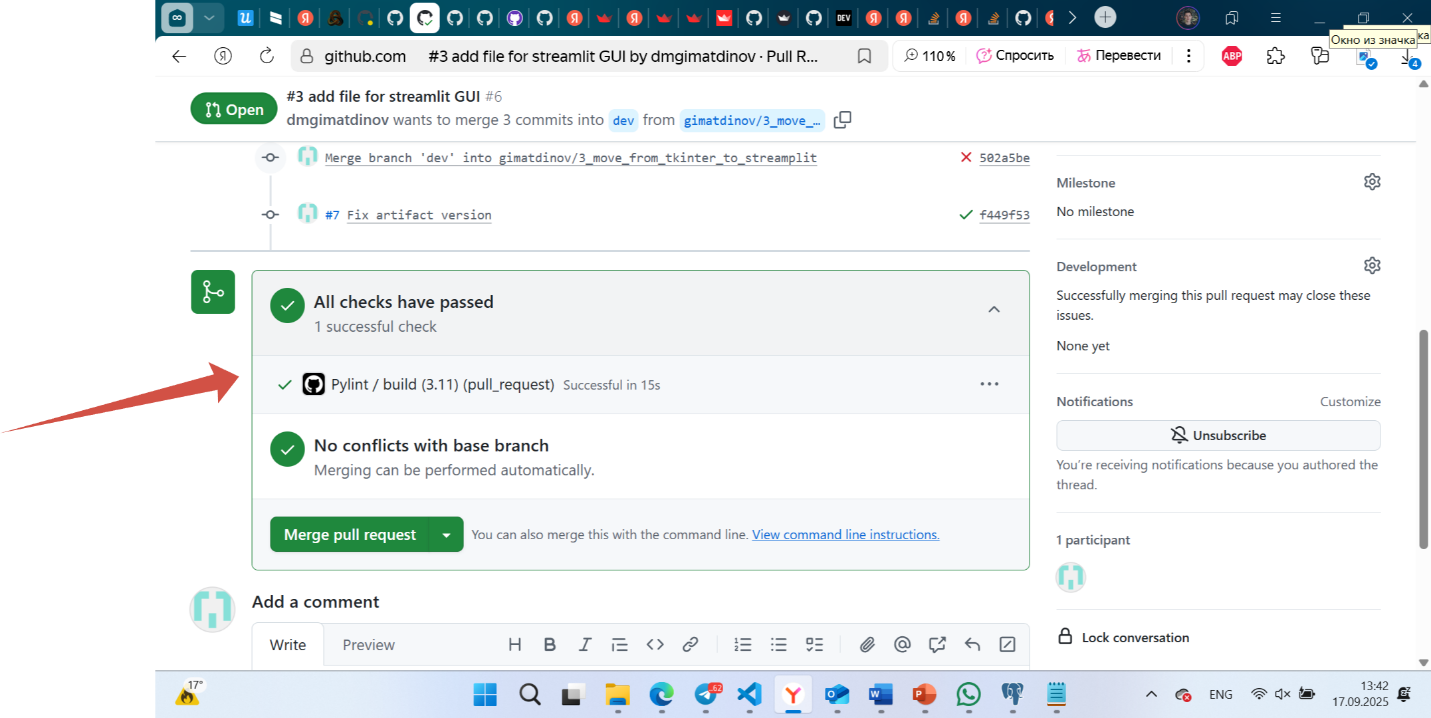 DEV
Окно из значка
ка
github.com
#3 add file for streamlit GUI by dmgimatdinov · Pull R...
110 %
Спросить
Перевести
ABP
4
Open
#3 add file for streamlit GUI #6
dmgimatdinov wants to merge 3 commits into dev from gimatdinov/3_move_…
Merge branch 'dev' into gimatdinov/3_move_from_tkinter_to_streamplit
502a5be
#7 Fix artifact version
f449f53
All checks have passed
1 successful check
Pylint / build (3.11) (pull_request) Successful in 15s
No conflicts with base branch
Merging can be performed automatically.
Merge pull request
You can also merge this with the command line. View command line instructions.
Add a comment
Write
Preview
Milestone
No milestone
Development
Successfully merging this pull request may close these
issues.
None yet
Notifications
Customize
Unsubscribe
You're receiving notifications because you authored the
thread.
1 participant
Lock conversation
17°
62
ENG
13:42
17.09.2025